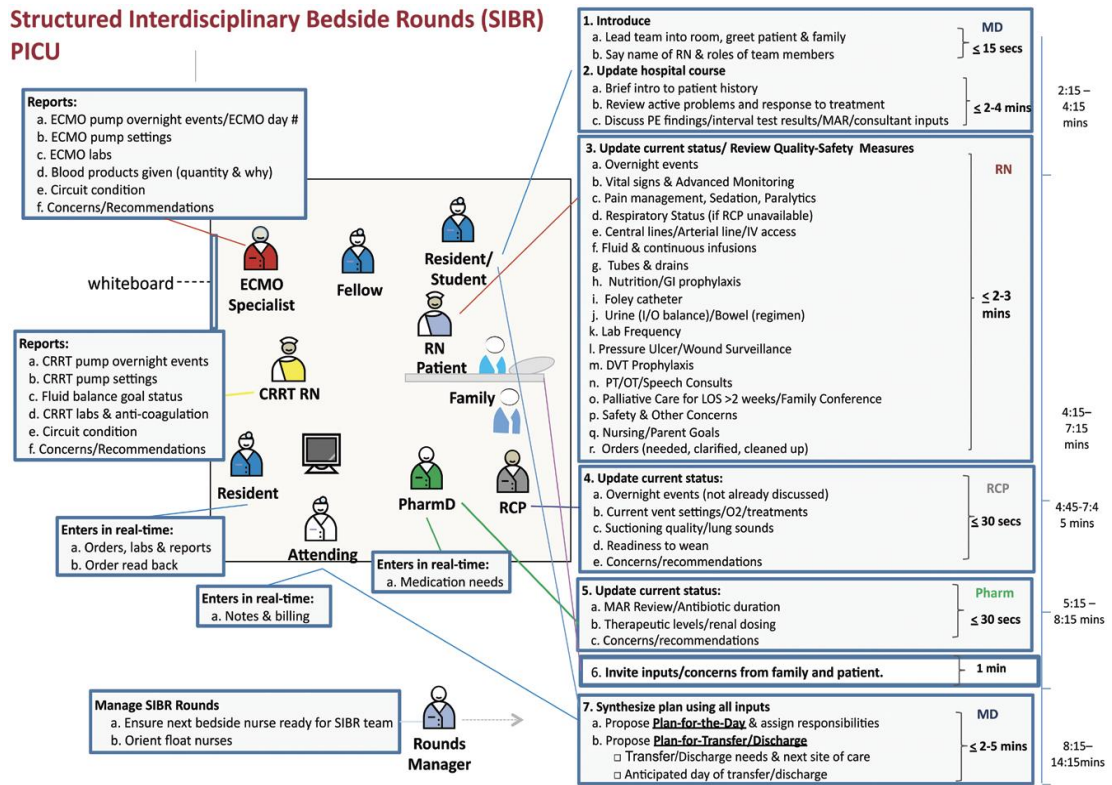 Structured Interdisciplinary Bedside Rounds (SIBR)
PICU
Reports:
a. ECMO pump overnight events/ECMO day #
b. ECMO pump settings
c. ECMO labs
d. Blood products given (quantity & why)
e. Circuit condition
f. Concerns/Recommendations
whiteboard
ECMO
Specialist
Fellow
Resident/
Student
RN
Patient
Family
CRRT RN
Reports:
a. CRRT pump overnight events
b. CRRT pump settings
c. Fluid balance goal status
d. CRRT labs & anti-coagulation
e. Circuit condition
f. Concerns/Recommendations
Resident
PharmD
RCP
Attending
Enters in real-time:
a. Orders, labs & reports
b. Order read back
Enters in real-time:
a. Medication needs
Enters in real-time:
a. Notes & billing
Manage SIBR Rounds
a. Ensure next bedside nurse ready for SIBR team
b. Orient float nurses
Rounds
Manager
1. Introduce
MD
a. Lead team into room, greet patient & family
b. Say name of RN & roles of team members
≤ 15 secs
2. Update hospital course
a. Brief intro to patient history
b. Review active problems and response to treatment
c. Discuss PE findings/interval test results/MAR/consultant inputs
≤ 2-4 mins
2:15 –
4:15
mins
3. Update current status/ Review Quality-Safety Measures
RN
a. Overnight events
b. Vital signs & Advanced Monitoring
c. Pain management, Sedation, Paralytics
d. Respiratory Status (if RCP unavailable)
e. Central lines/Arterial line/IV access
f. Fluid & continuous infusions
g. Tubes & drains
h. Nutrition/GI prophylaxis
i. Foley catheter
j. Urine (I/O balance)/Bowel (regimen)
k. Lab Frequency
l. Pressure Ulcer/Wound Surveillance
m. DVT Prophylaxis
n. PT/OT/Speech Consults
o. Palliative Care for LOS >2 weeks/Family Conference
p. Safety & Other Concerns
q. Nursing/Parent Goals
r. Orders (needed, clarified, cleaned up)
≤ 2-3
mins
4:15–
7:15
mins
4. Update current status:
RCP
a. Overnight events (not already discussed)
b. Current vent settings/O2/treatments
c. Suctioning quality/lung sounds
d. Readiness to wean
e. Concerns/recommendations
≤ 30 secs
4:45-7:4
5 mins
5. Update current status:
Pharm
a. MAR Review/Antibiotic duration
b. Therapeutic levels/renal dosing
c. Concerns/recommendations
≤ 30 secs
5:15 –
8:15 mins
6. Invite inputs/concerns from family and patient.
1 min
7. Synthesize plan using all inputs
MD
a. Propose Plan-for-the-Day & assign responsibilities
b. Propose Plan-for-Transfer/Discharge
□ Transfer/Discharge needs & next site of care
□ Anticipated day of transfer/discharge
≤ 2-5 mins
8:15–
14:15mins